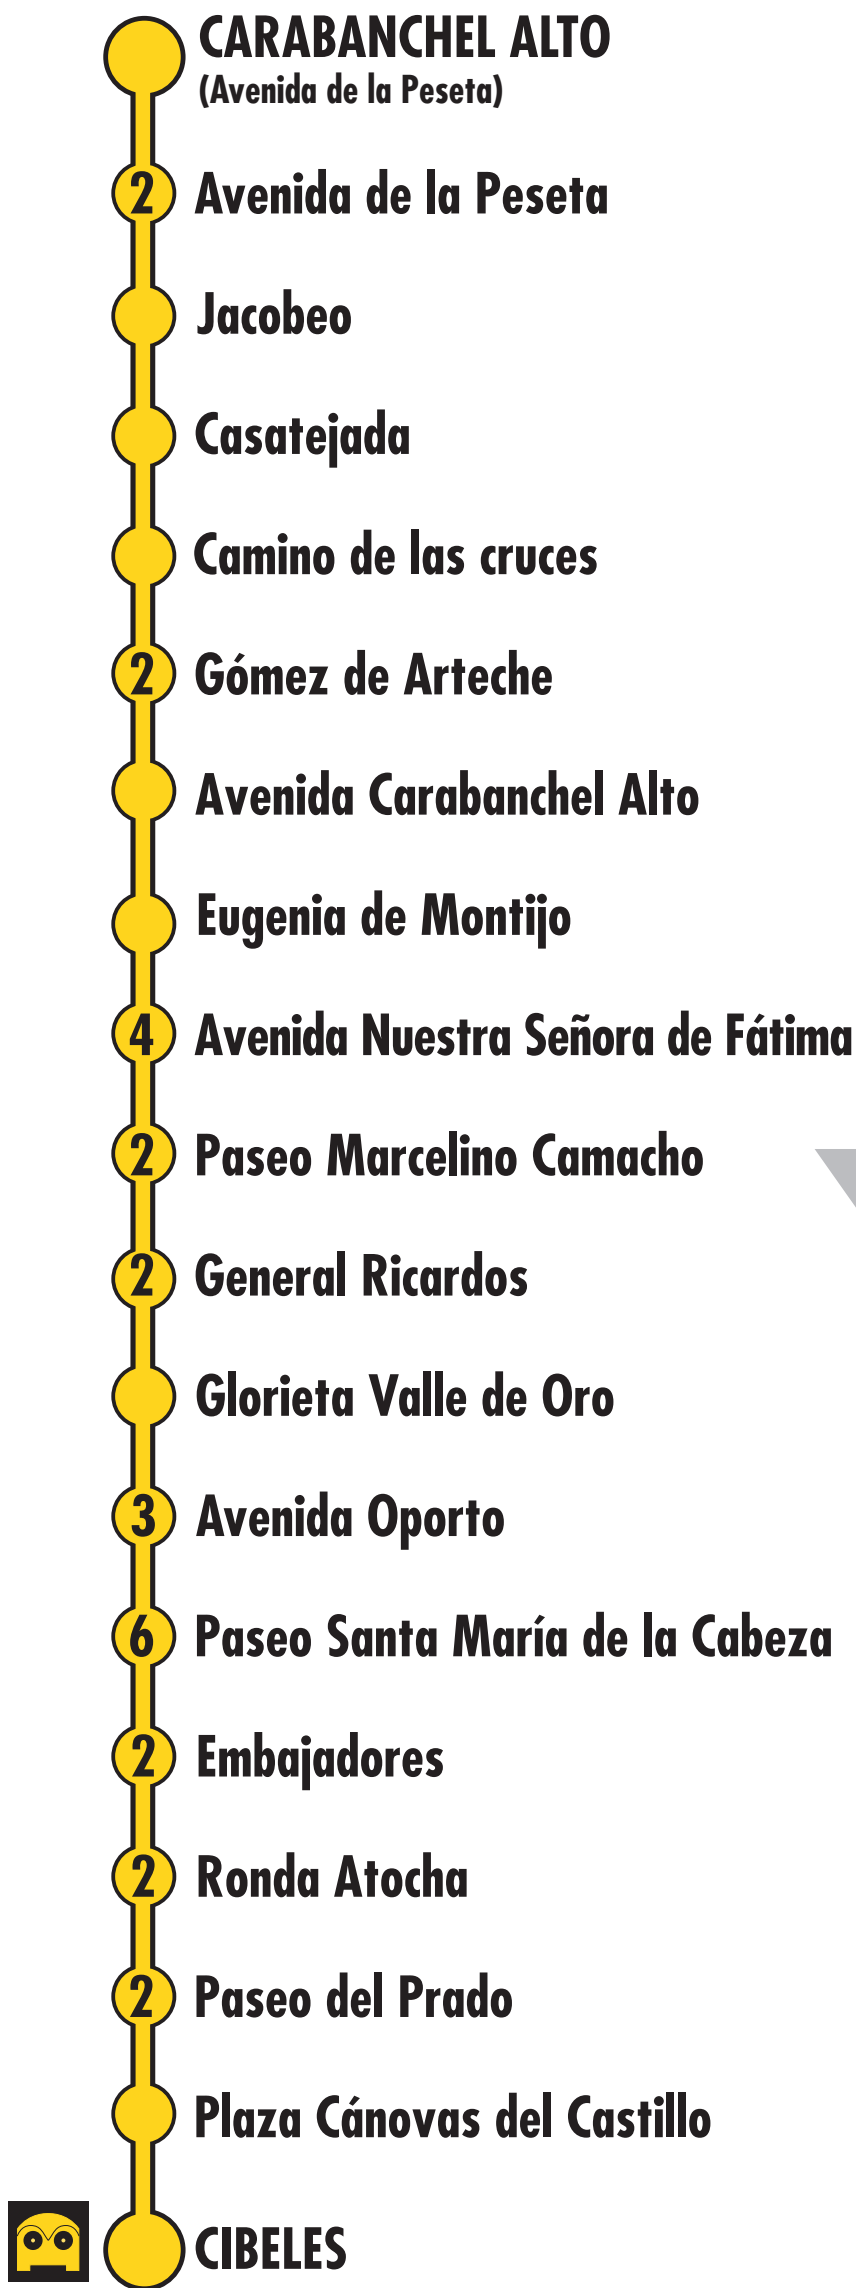 CARABANCHEL ALTO
(Avenida de la Peseta)
2 Avenida de la Peseta
Jacobeo
Casatejada
Camino de las cruces
2 Gómez de Arteche
Avenida Carabanchel Alto
Eugenia de Montijo
4 Avenida Nuestra Señora de Fátima
2 Paseo Marcelino Camacho
2 General Ricardos
Glorieta Valle de Oro
3 Avenida Oporto
6 Paseo Santa María de la Cabeza
2 Embajadores
2 Ronda Atocha
2 Paseo del Prado
Plaza Cánovas del Castillo
CIBELES